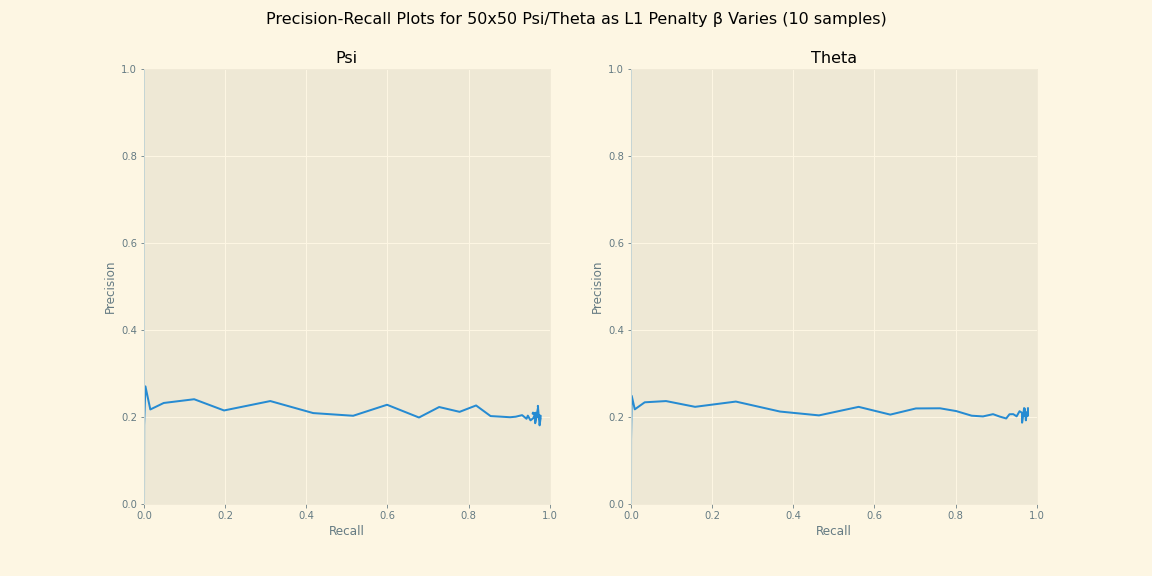 Precision-Recall Plots for 50x50 Psi/Theta as L1 Penalty β Varies (10 samples)
Psi
1.0
0.8
0.6
0.4
0.2
0.0
Precision
0.0 0.2 0.4 0.6 0.8 1.0
Recall
Theta
1.0
0.8
0.6
0.4
0.2
0.0
Precision
0.0 0.2 0.4 0.6 0.8 1.0
Recall